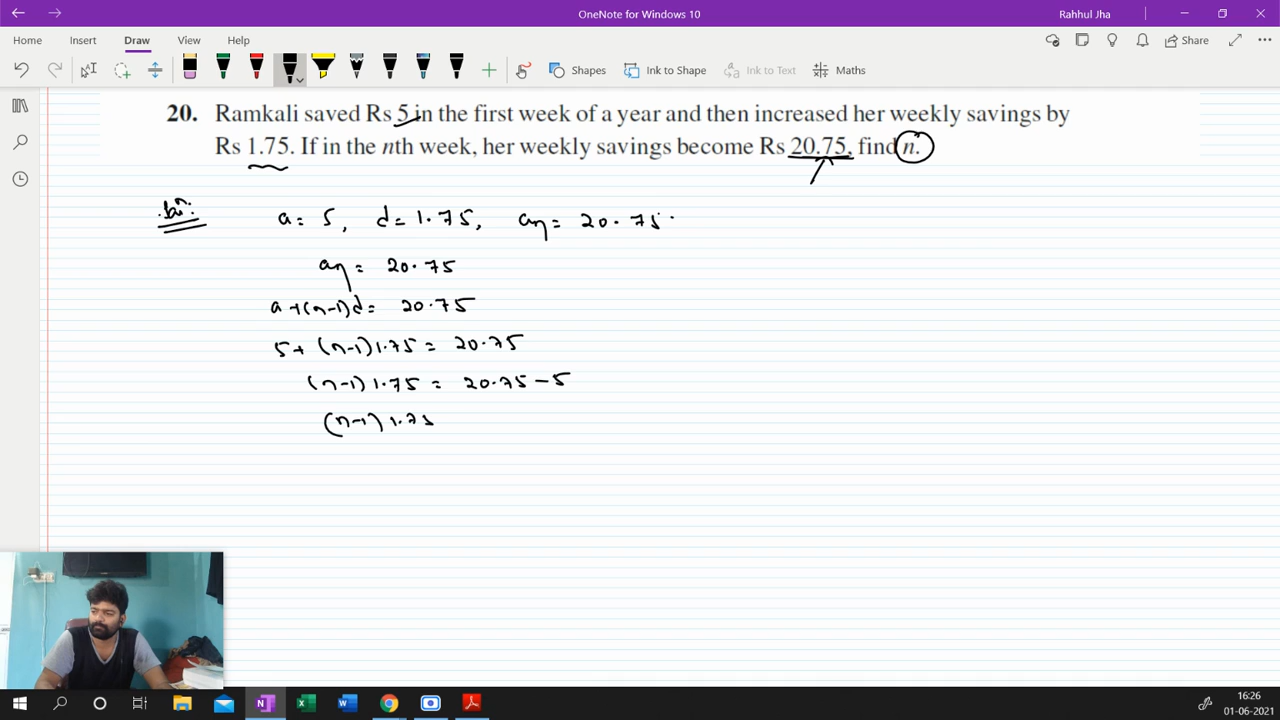 OneNote for Windows 10
Rahhul Jha
Home Insert Draw View Help
Share
Shapes Ink to Shape Ink to Text Maths
20. Ramkali saved Rs 5 in the first week of a year and then increased her weekly savings by
Rs 1.75. If in the nth week, her weekly savings become Rs 20.75, find n.
a = 5, d = 1.75, an = 20.75
an = 20.75
a+(n-1)d = 20.75
5+ (n-1) 1.75 = 20.75
(n-1) 1.75 = 20.75 - 5
(n-1) 1.75
16:26
01-06-2021